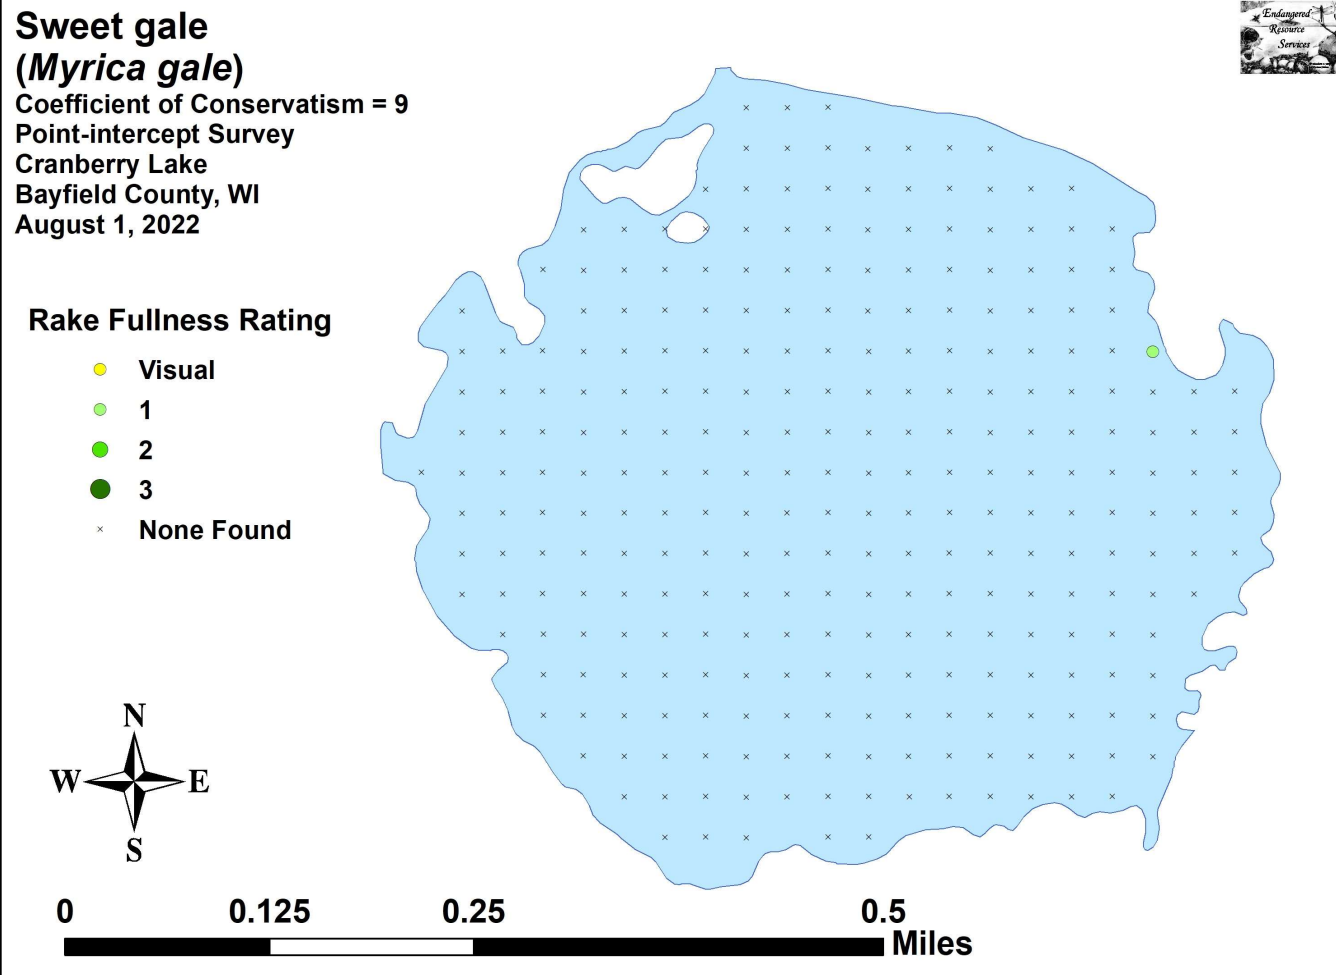 Sweet gale
(Myrica gale)
Coefficient of Conservatism = 9
Point-intercept Survey
Cranberry Lake
Bayfield County, WI
August 1, 2022
Endangered
Resource
Services
Rake Fullness Rating
Visual
1
2
3
None Found
N
W E
S
0 0.125 0.25 0.5
Miles